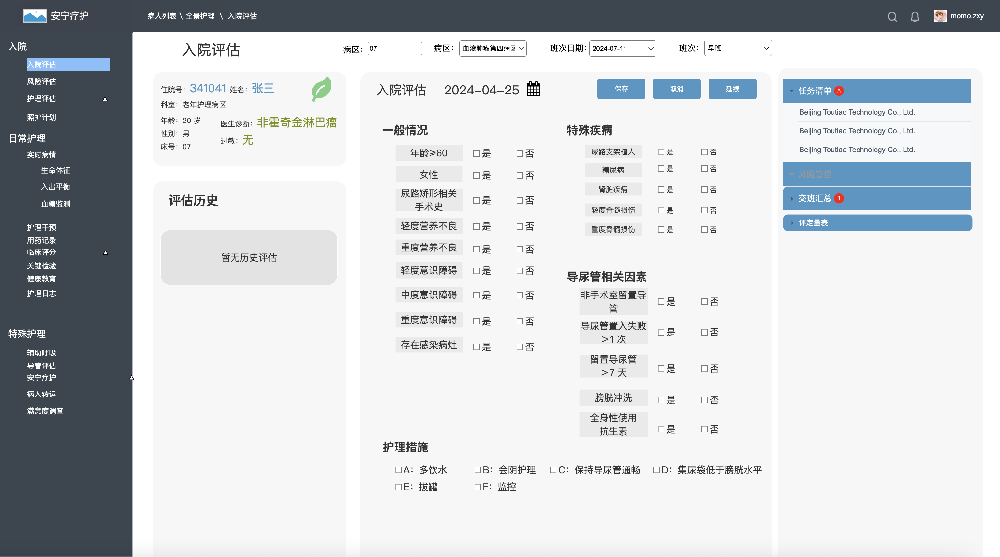 安宁疗护
病人列表 \ 全景护理 \ 入院评估
momo.zxy
入院
入院评估
风险评估
护理评估
照护计划
日常护理
实时病情
生命体征
入出平衡
血糖监测
护理干预
用药记录
临床评分
关键检验
健康教育
护理日志
特殊护理
辅助呼吸
导管评估
安宁疗护
病人转运
满意度调查
入院评估
病区： 07
病区： 血液肿瘤第四病区
班次日期： 2024-07-11
班次： 早班
住院号： 341041 姓名： 张三
科室： 老年护理病区
年龄： 20 岁
性别： 男
床号： 07
医生诊断： 非霍奇金淋巴瘤
过敏： 无
评估历史
暂无历史评估
入院评估 2024-04-25
保存 取消 延续
一般情况
年龄≥60 是 否
女性 是 否
尿路矫形相关
手术史 是 否
轻度营养不良 是 否
重度营养不良 是 否
轻度意识障碍 是 否
中度意识障碍 是 否
重度意识障碍 是 否
存在感染病灶 是 否
特殊疾病
尿路支架植人 是 否
糖尿病 是 否
肾脏疾病 是 否
轻度脊髓损伤 是 否
重度脊髓损伤 是 否
导尿管相关因素
非手术室留置导
管 是 否
导尿管置入失败
>1 次 是 否
留置导尿管
>7 天 是 否
膀胱冲洗 是 否
全身性使用
抗生素 是 否
护理措施
A：多饮水 B：会阴护理 C：保持导尿管通畅 D：集尿袋低于膀胱水平
E：拔罐 F：监控
任务清单 5
Beijing Toutiao Technology Co., Ltd.
Beijing Toutiao Technology Co., Ltd.
Beijing Toutiao Technology Co., Ltd.
风险管控
交班汇总 1
评定量表